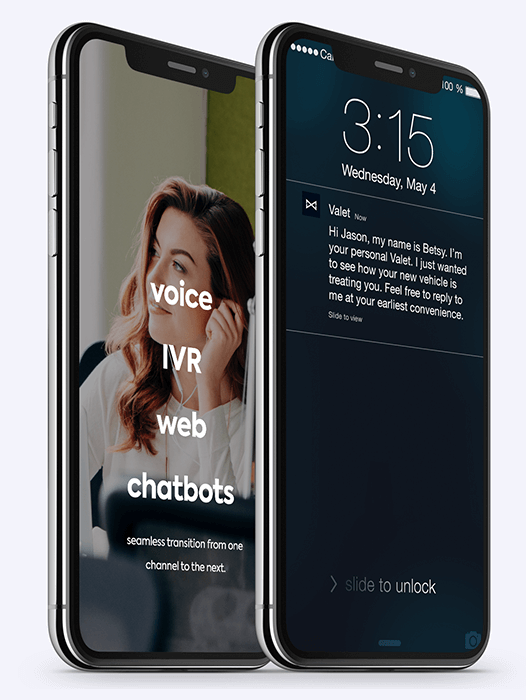 voice
IVR
web
chatbots
seamless transition from one
channel to the next.
100 %
3:15
Wednesday, May 4
Valet Now
Hi Jason, my name is Betsy. I'm
your personal Valet. I just wanted
to see how your new vehicle is
treating you. Feel free to reply to
me at your earliest convenience.
Slide to view
> slide to unlock